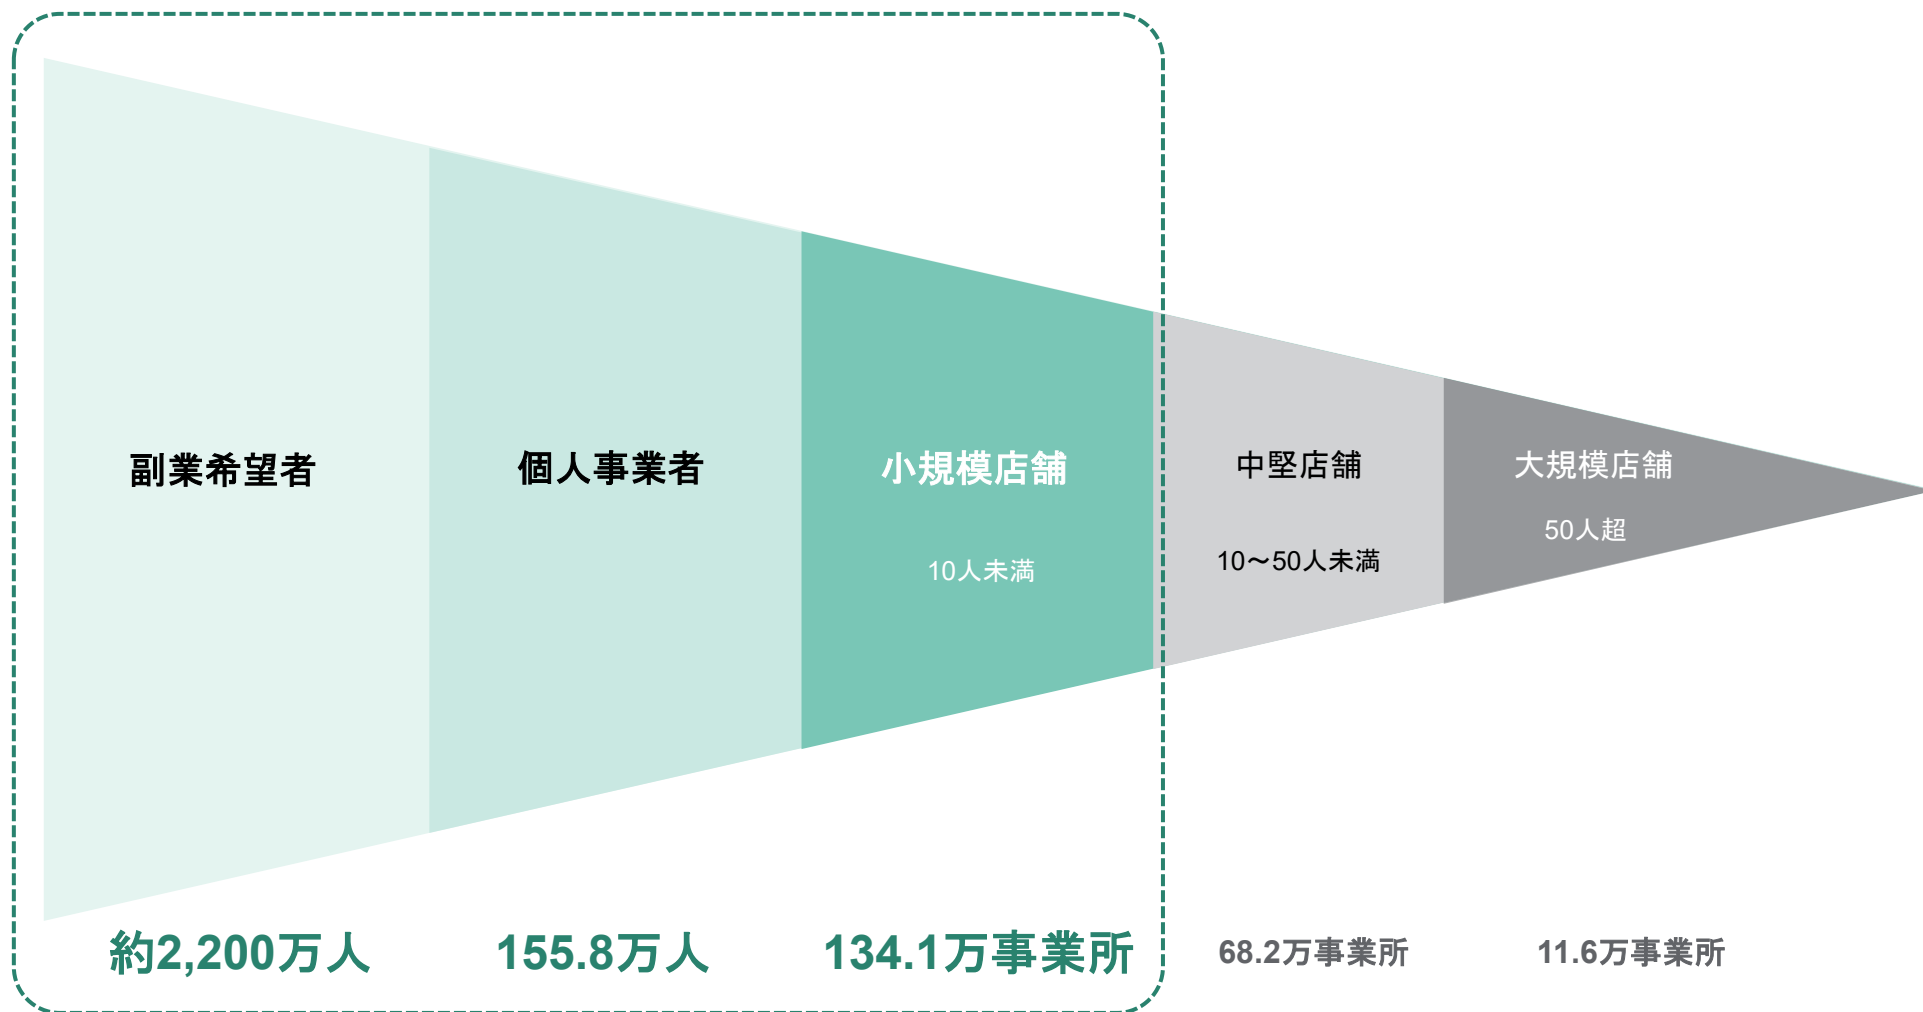 副業希望者
個人事業者
小規模店舗
10人未満
中堅店舗
10〜50人未満
大規模店舗
50人超
約2,200万人
155.8万人
134.1万事業所
68.2万事業所
11.6万事業所